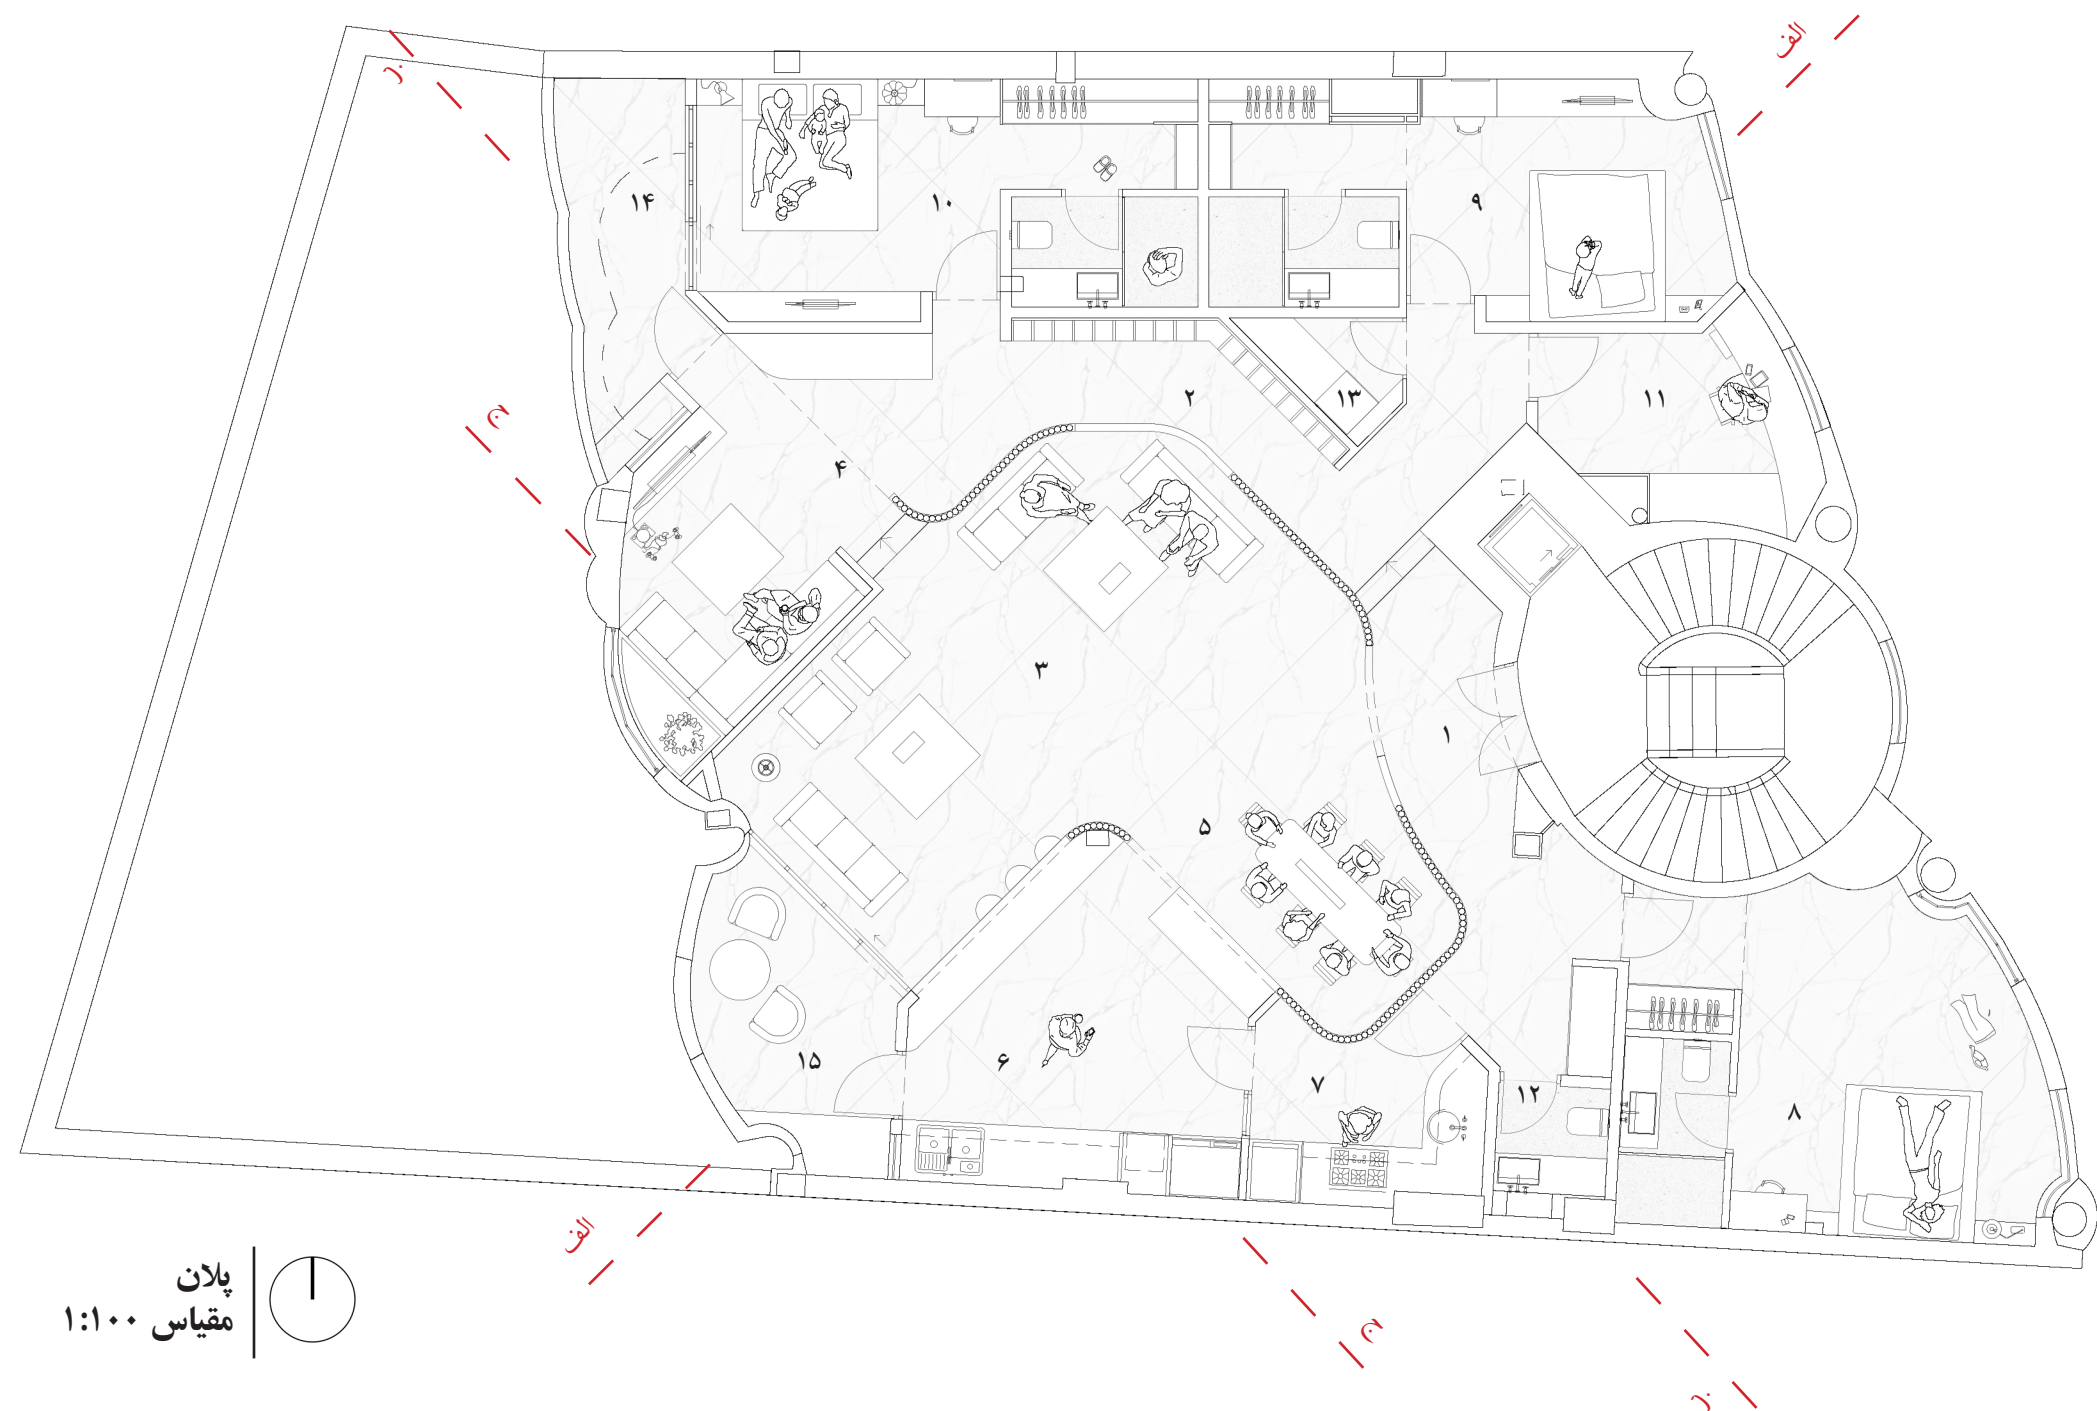 الف
ب
۱۴
۱۰
۹
۲
۱۳
۱۱
ج
۴
۳
۱
۵
۱۵
۶
۷
۱۲
۸
الف
پلان
مقیاس ۱:۱۰۰
ج
ب